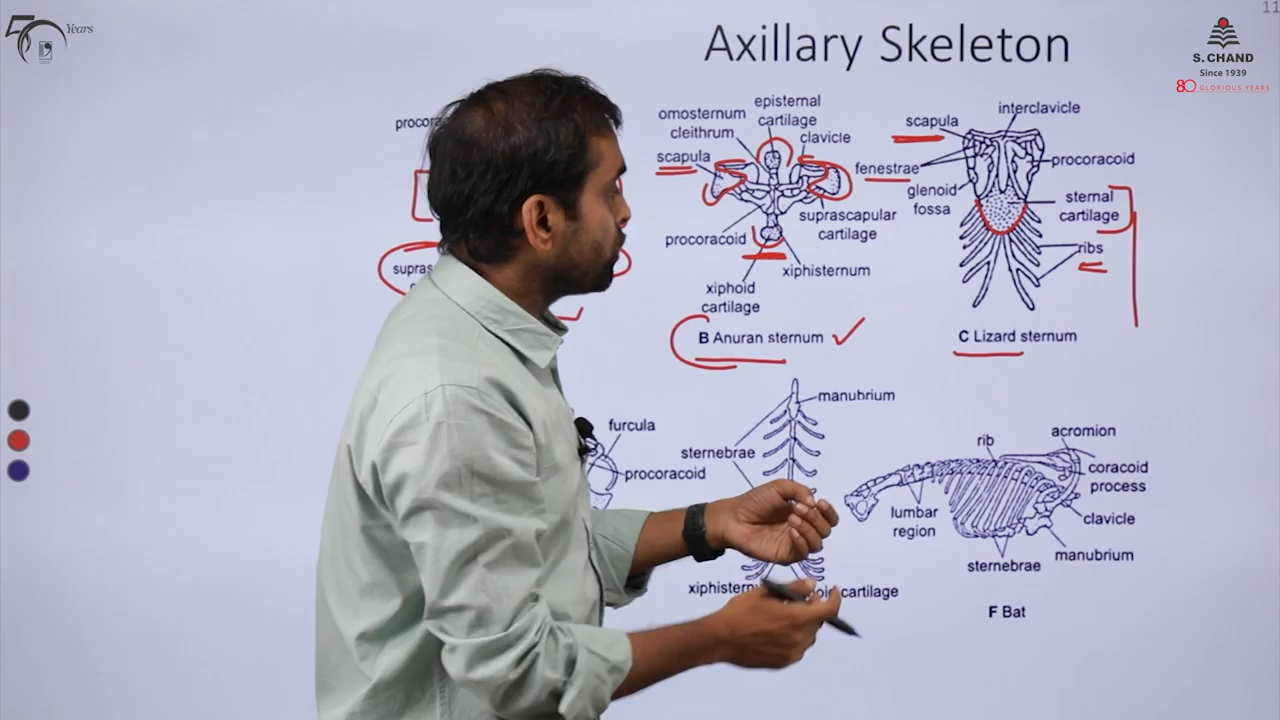 11
5
Years
Axillary Skeleton
S. CHAND
Since 1939
80 GLORIOUS YEARS
omosternum
cleithrum
episternal
cartilage
clavicle
scapula
procoracoid
suprascapular
cartilage
xiphisternum
xiphoid
cartilage
B Anuran sternum
scapula
interclavicle
fenestrae
procoracoid
glenoid
fossa
sternal
cartilage
ribs
C Lizard sternum
furcula
procoracoid
manubrium
sternebrae
cartilage
rib
acromion
coracoid
process
lumbar
region
clavicle
manubrium
sternebrae
F Bat